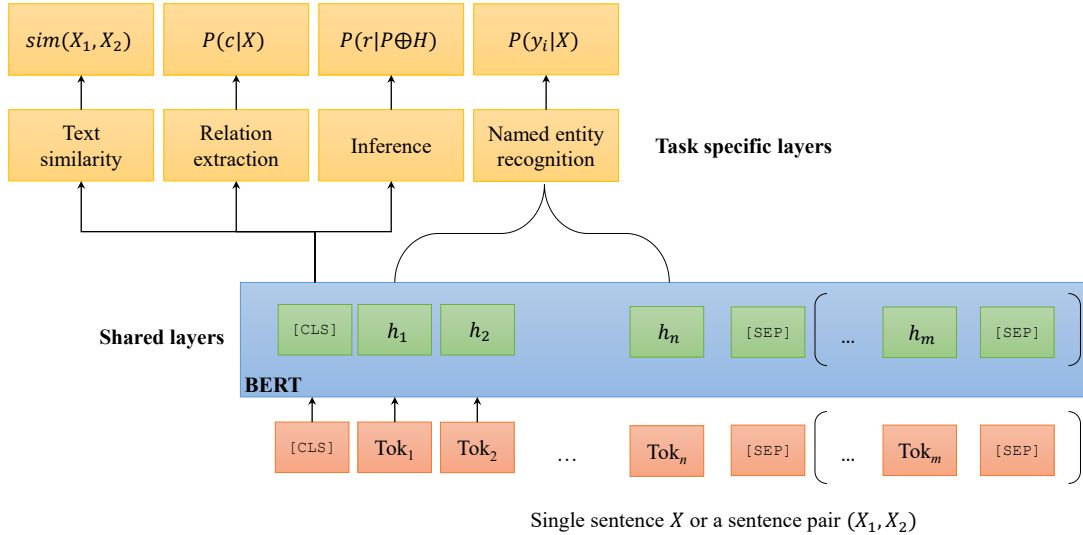 sim(X₁, X₂) P(c|X) P(r|P⊕H) P(yᵢ|X)
Text similarity
Relation extraction
Inference
Named entity recognition
Task specific layers
Shared layers
[CLS] h₁ h₂ hₙ [SEP] ( ... hₘ [SEP] )
BERT
[CLS] Tok₁ Tok₂ ... Tokₙ [SEP] ( ... Tokₘ [SEP] )
Single sentence X or a sentence pair (X₁, X₂)